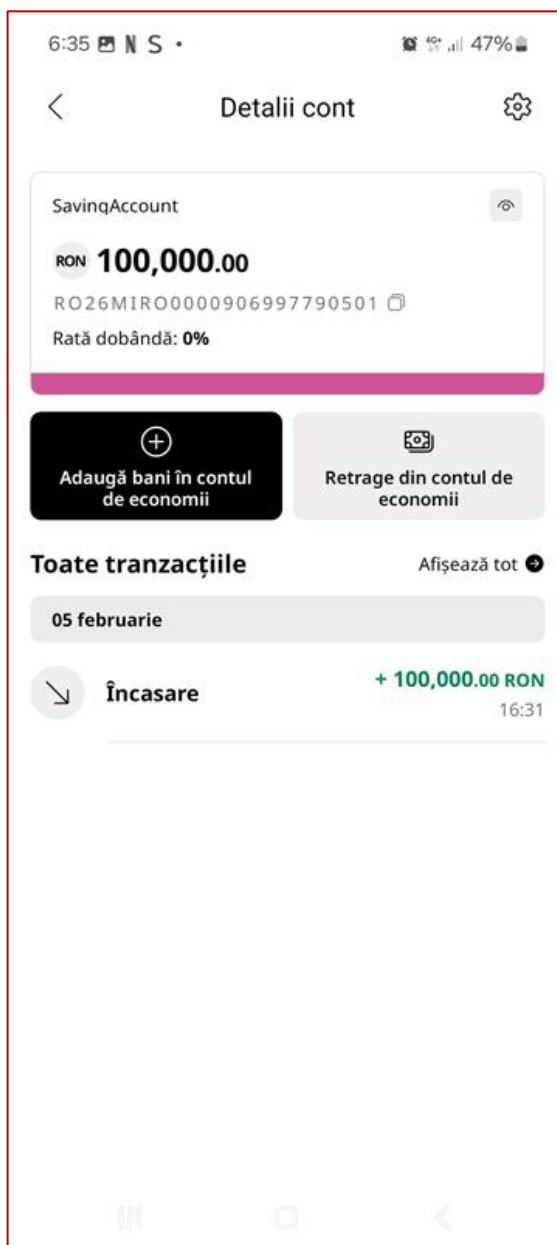 6:35 N S •
4G+ 47%
Detalii cont
SavingAccount
RON 100,000.00
RO26MIRO0000906997790501
Rată dobândă: 0%
Adaugă bani în contul
de economii
Retrage din contul de
economii
Toate tranzacțiile
Afișează tot
05 februarie
Încasare
+ 100,000.00 RON
16:31